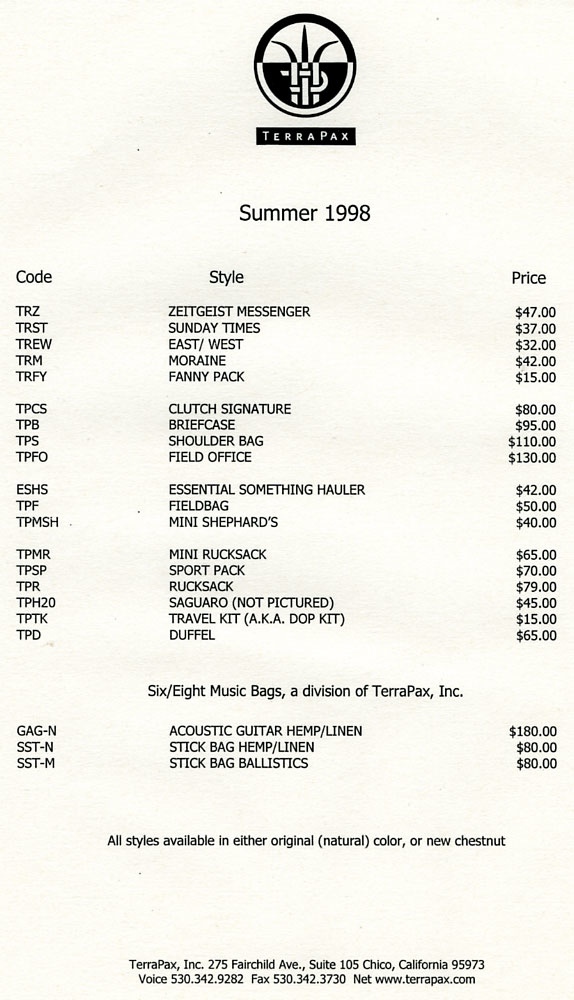 TERRAPAX
Summer 1998
Code Style Price
TRZ ZEITGEIST MESSENGER $47.00
TRST SUNDAY TIMES $37.00
TREW EAST/ WEST $32.00
TRM MORAINE $42.00
TRFY FANNY PACK $15.00
TPCS CLUTCH SIGNATURE $80.00
TPB BRIEFCASE $95.00
TPS SHOULDER BAG $110.00
TPFO FIELD OFFICE $130.00
ESHS ESSENTIAL SOMETHING HAULER $42.00
TPF FIELDBAG $50.00
TPMSH MINI SHEPHARD'S $40.00
TPMR MINI RUCKSACK $65.00
TPSP SPORT PACK $70.00
TPR RUCKSACK $79.00
TPH20 SAGUARO (NOT PICTURED) $45.00
TPTK TRAVEL KIT (A.K.A. DOP KIT) $15.00
TPD DUFFEL $65.00
Six/Eight Music Bags, a division of TerraPax, Inc.
GAG-N ACOUSTIC GUITAR HEMP/LINEN $180.00
SST-N STICK BAG HEMP/LINEN $80.00
SST-M STICK BAG BALLISTICS $80.00
All styles available in either original (natural) color, or new chestnut
TerraPax, Inc. 275 Fairchild Ave., Suite 105 Chico, California 95973
Voice 530.342.9282 Fax 530.342.3730 Net www.terrapax.com